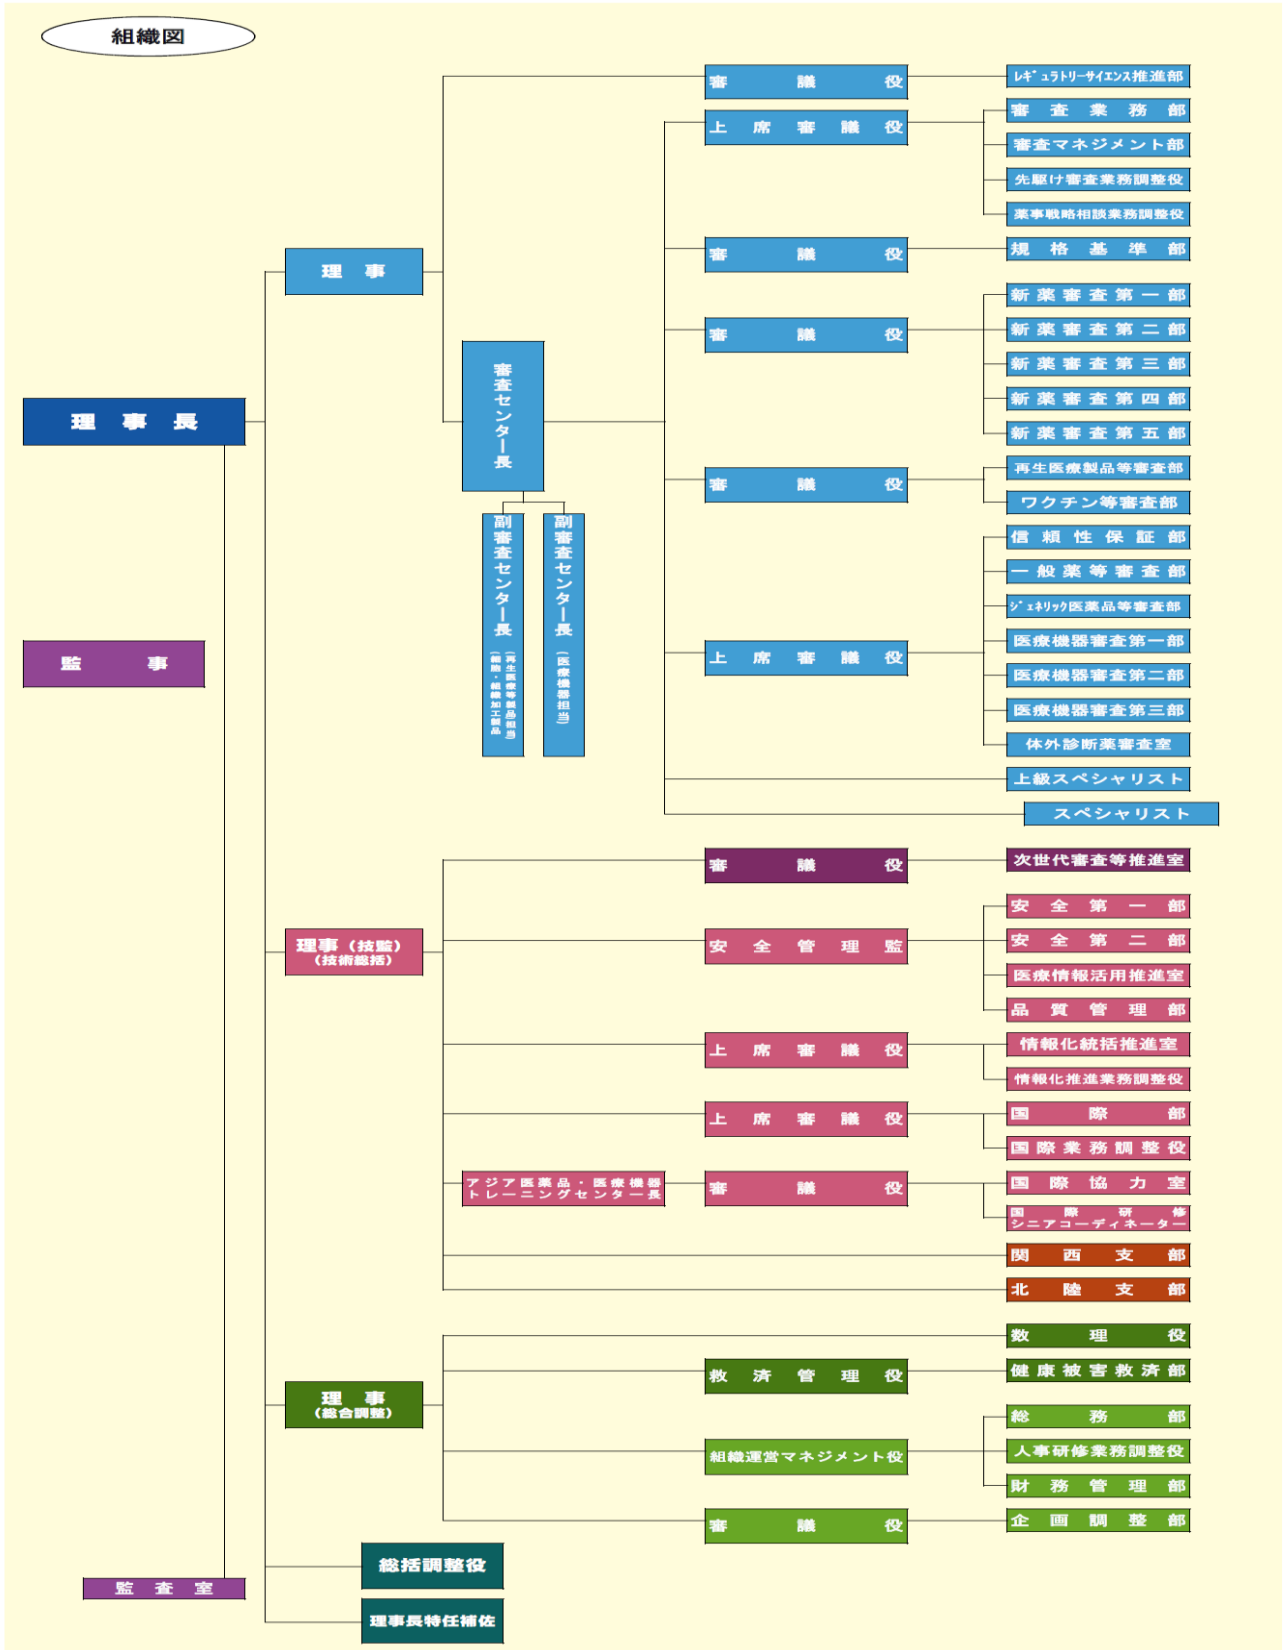 組織図
理事長
監事
監査室
理事
審議役
レギュラトリーサイエンス推進部
審査センター長
副審査センター長
(細胞・組織加工製品
(再生医療等製品)担当)
副審査センター長
(医療機器担当)
上席審議役
審査業務部
審査マネジメント部
先駆け審査業務調整役
薬事戦略相談業務調整役
審議役
規格基準部
審議役
新薬審査第一部
新薬審査第二部
新薬審査第三部
新薬審査第四部
新薬審査第五部
審議役
再生医療製品等審査部
ワクチン等審査部
上席審議役
信頼性保証部
一般薬等審査部
ジェネリック医薬品等審査部
医療機器審査第一部
医療機器審査第二部
医療機器審査第三部
体外診断薬審査室
上級スペシャリスト
スペシャリスト
理事（技監）
（技術総括）
審議役
次世代審査等推進室
安全管理監
安全第一部
安全第二部
医療情報活用推進室
品質管理部
上席審議役
情報化統括推進室
情報化推進業務調整役
上席審議役
国際部
国際業務調整役
アジア医薬品・医療機器
トレーニングセンター長
審議役
国際協力室
国際研修
シニアコーディネーター
関西支部
北陸支部
理事
（総合調整）
数理役
救済管理役
健康被害救済部
組織運営マネジメント役
総務部
人事研修業務調整役
財務管理部
審議役
企画調整部
総括調整役
理事長特任補佐